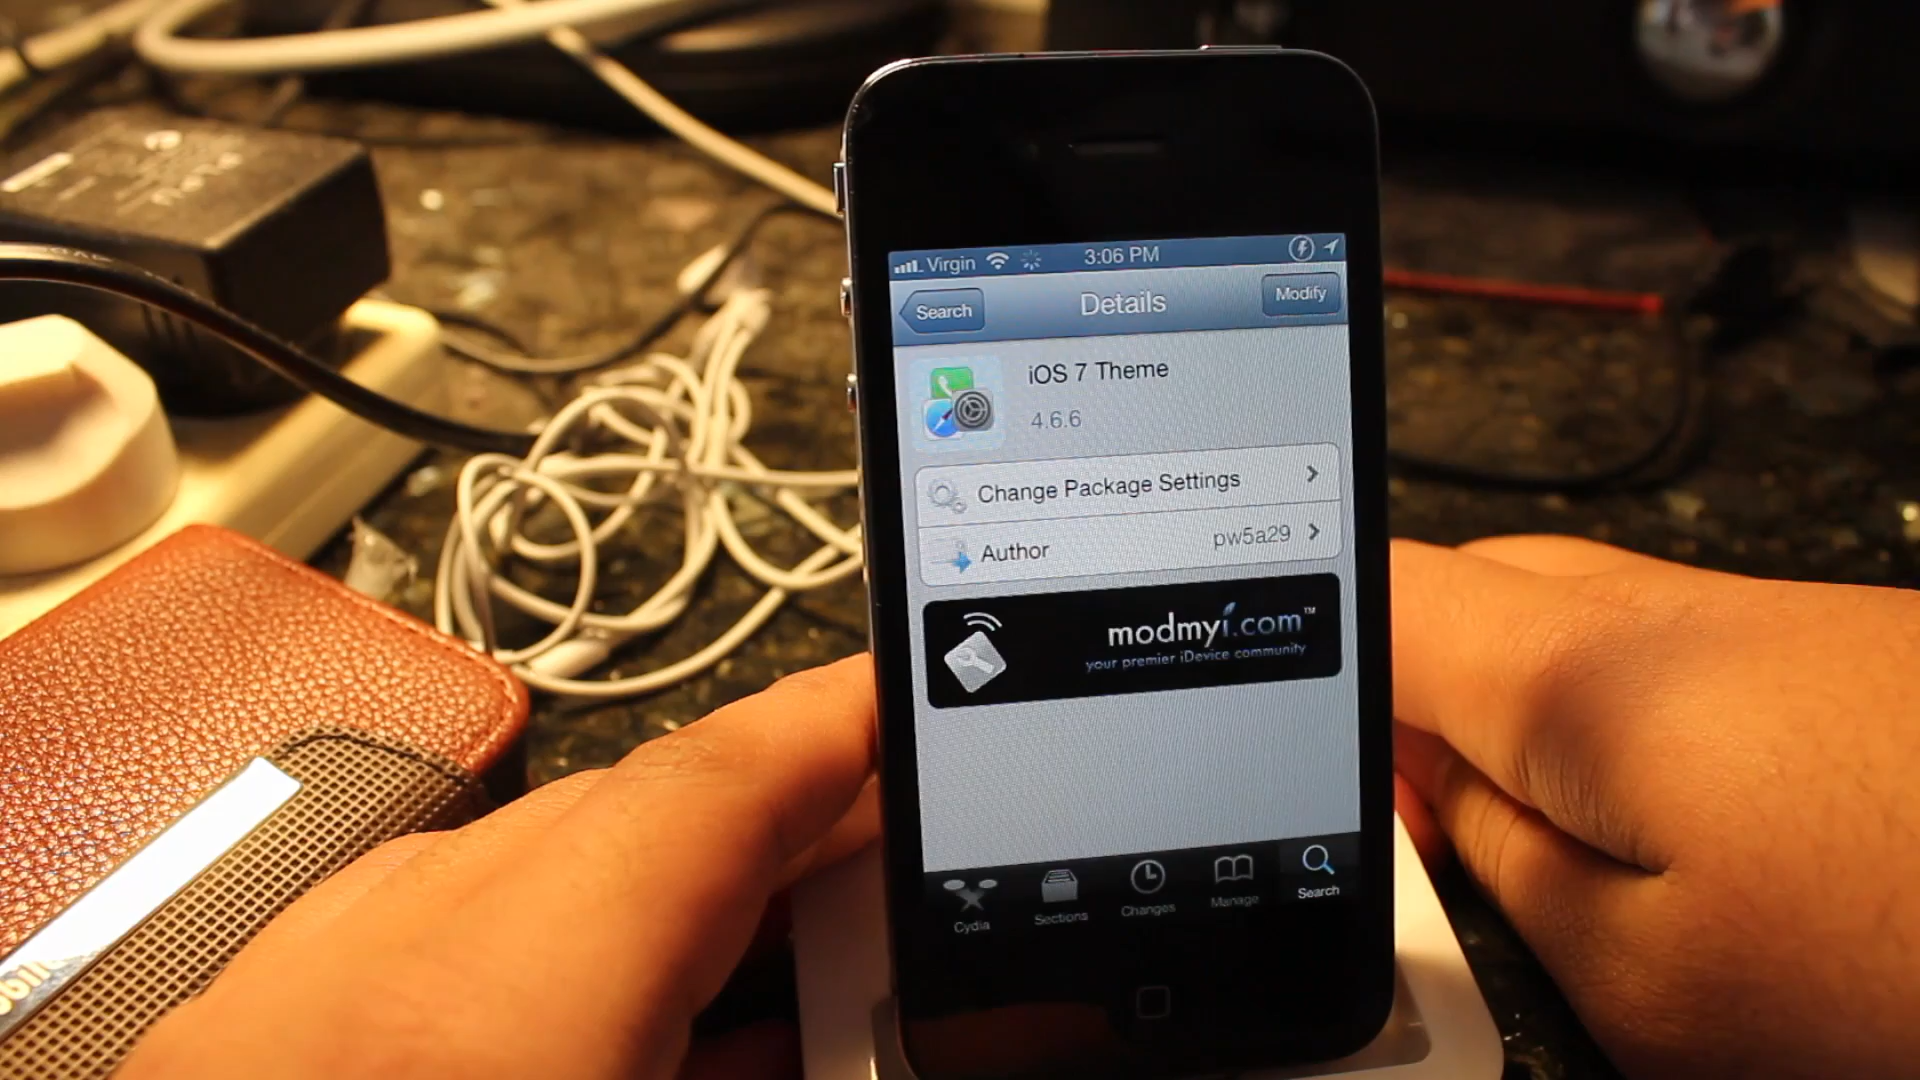 Virgin 3:06 PM
Search Details Modify
iOS 7 Theme
4.6.6
Change Package Settings
Author pw5a29
modmyi.com™
your premier iDevice community
Cydia Sections Changes Manage Search